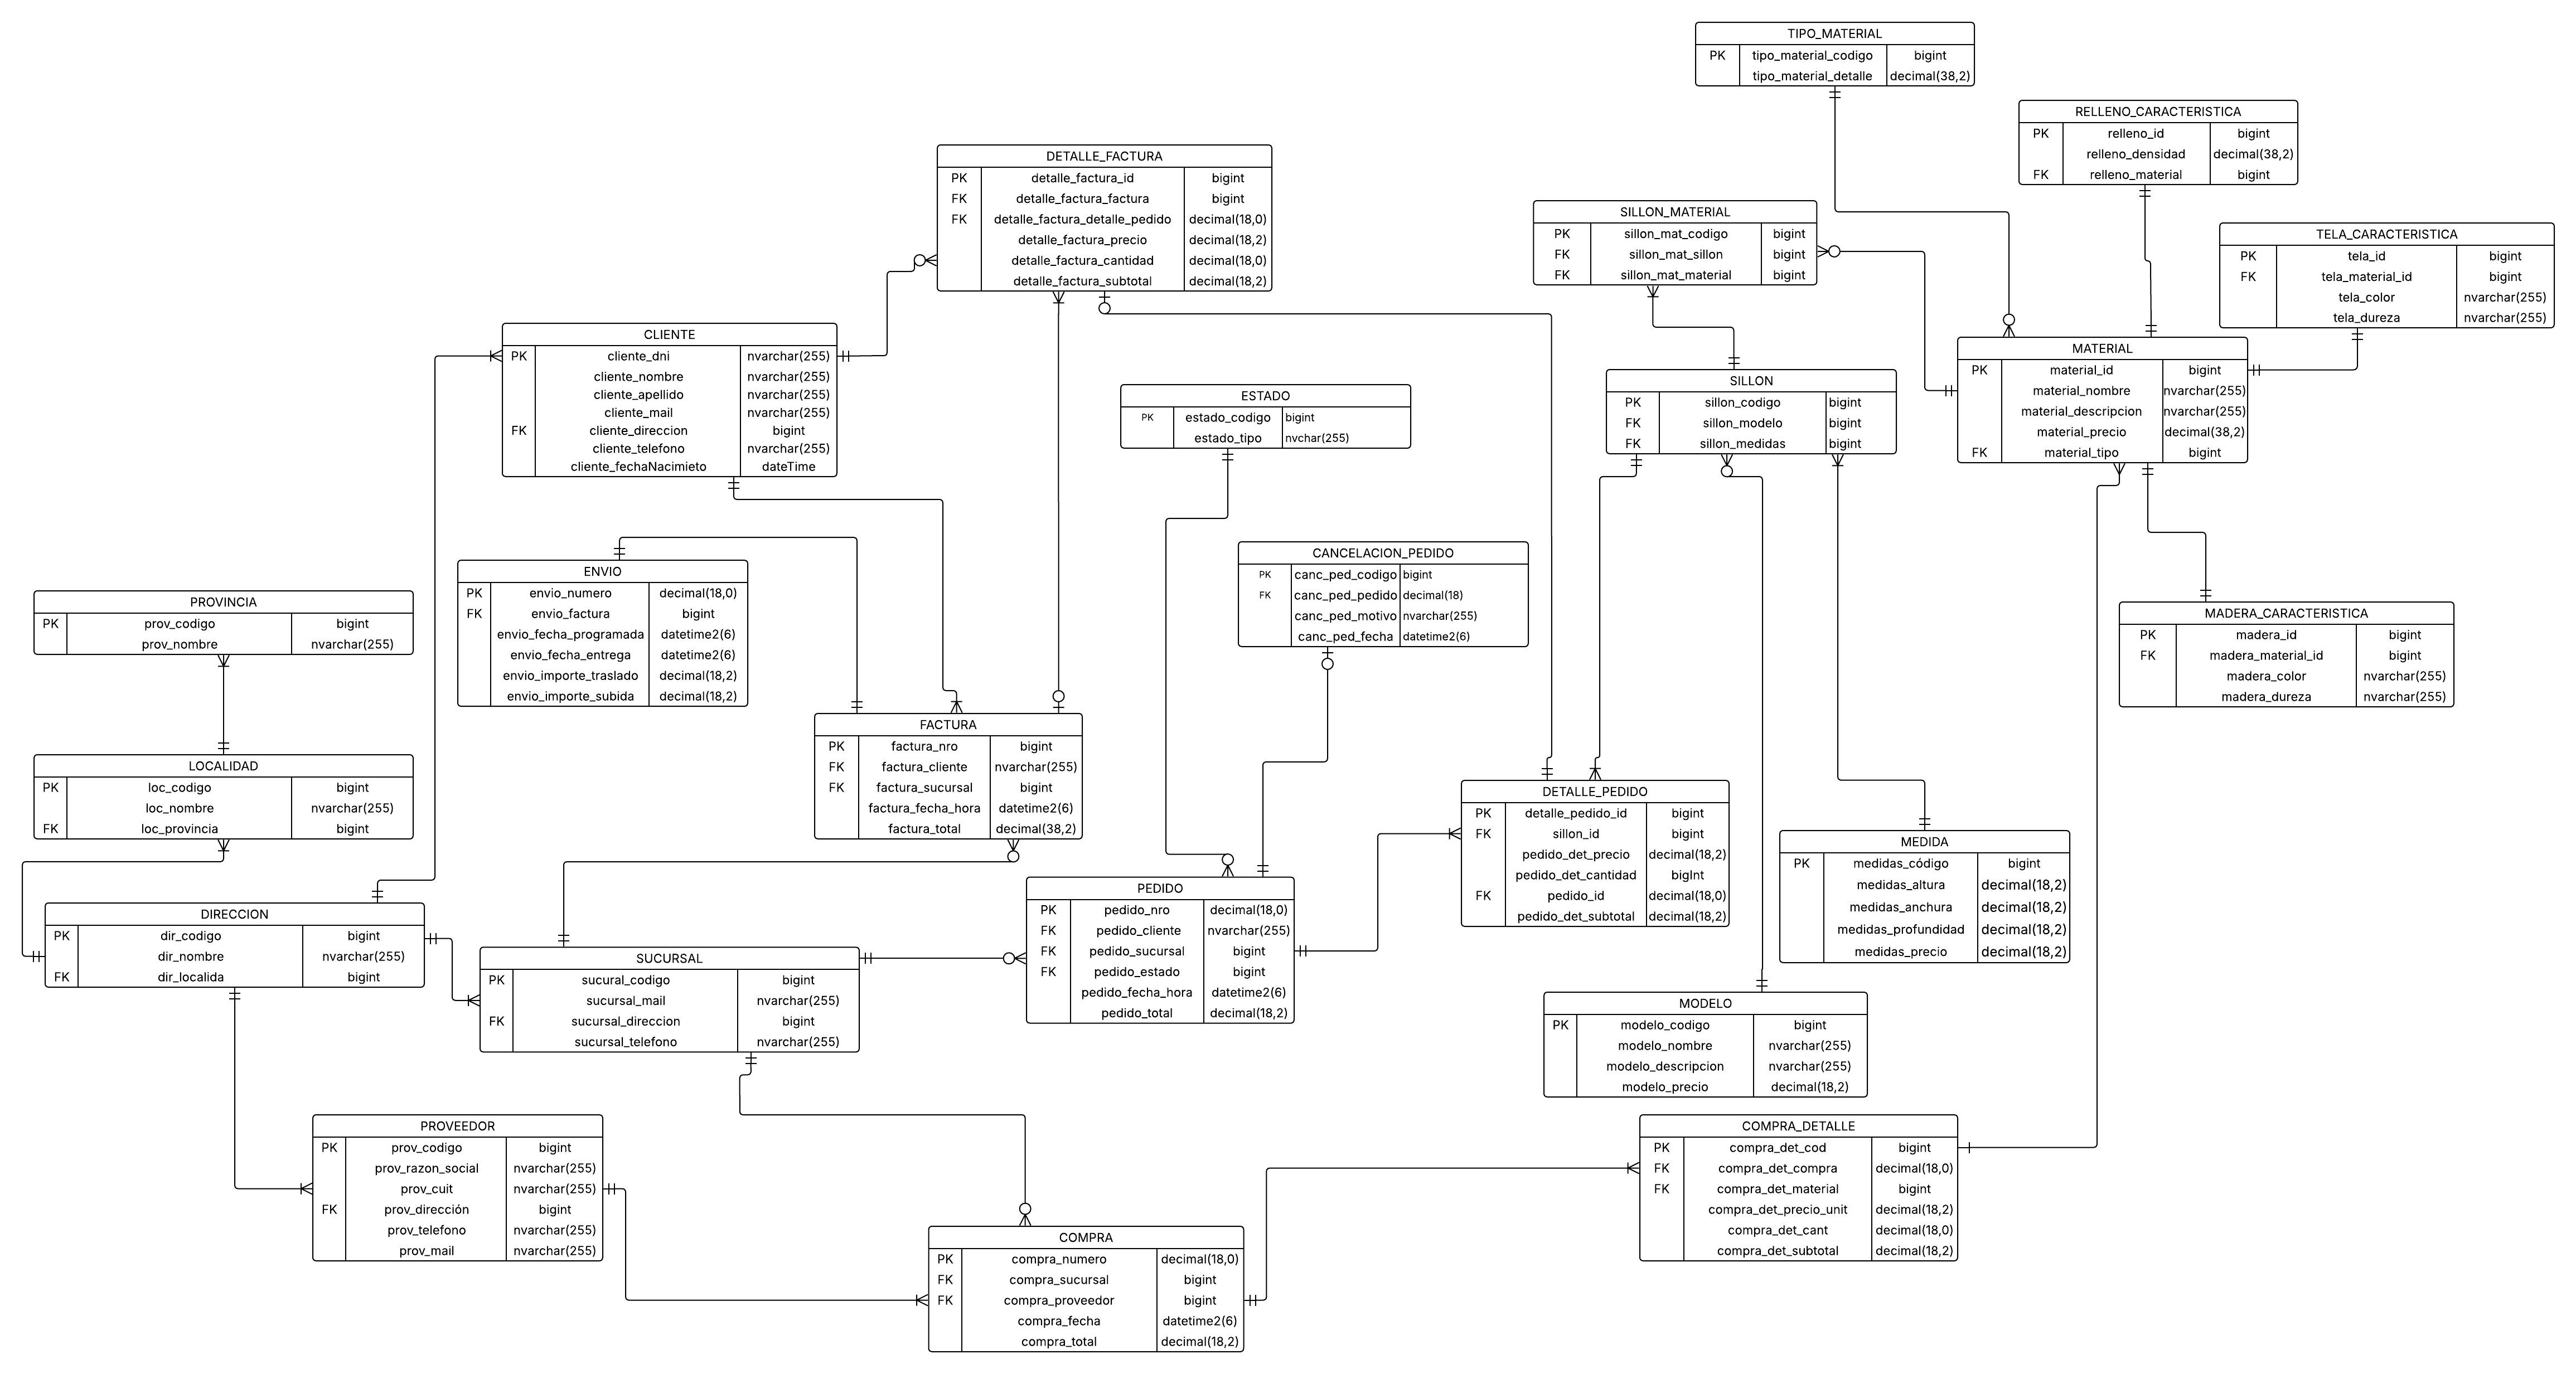 TIPO_MATERIAL
PK tipo_material_codigo bigint
tipo_material_detalle decimal(38,2)
RELLENO_CARACTERISTICA
PK relleno_id bigint
relleno_densidad decimal(38,2)
FK relleno_material bigint
DETALLE_FACTURA
PK detalle_factura_id bigint
FK detalle_factura_factura bigint
FK detalle_factura_detalle_pedido decimal(18,0)
detalle_factura_precio decimal(18,2)
detalle_factura_cantidad decimal(18,0)
detalle_factura_subtotal decimal(18,2)
SILLON_MATERIAL
PK sillon_mat_codigo bigint
FK sillon_mat_sillon bigint
FK sillon_mat_material bigint
TELA_CARACTERISTICA
PK tela_id bigint
FK tela_material_id bigint
tela_color nvarchar(255)
tela_dureza nvarchar(255)
CLIENTE
PK cliente_dni nvarchar(255)
cliente_nombre nvarchar(255)
cliente_apellido nvarchar(255)
cliente_mail nvarchar(255)
FK cliente_direccion bigint
cliente_telefono nvarchar(255)
cliente_fechaNacimieto dateTime
MATERIAL
PK material_id bigint
material_nombre nvarchar(255)
material_descripcion nvarchar(255)
material_precio decimal(38,2)
FK material_tipo bigint
SILLON
PK sillon_codigo bigint
FK sillon_modelo bigint
FK sillon_medidas bigint
ESTADO
PK estado_codigo bigint
estado_tipo nvchar(255)
CANCELACION_PEDIDO
PK canc_ped_codigo bigint
FK canc_ped_pedido decimal(18)
canc_ped_motivo nvarchar(255)
canc_ped_fecha datetime2(6)
ENVIO
PK envio_numero decimal(18,0)
FK envio_factura bigint
envio_fecha_programada datetime2(6)
envio_fecha_entrega datetime2(6)
envio_importe_traslado decimal(18,2)
envio_importe_subida decimal(18,2)
PROVINCIA
PK prov_codigo bigint
prov_nombre nvarchar(255)
MADERA_CARACTERISTICA
PK madera_id bigint
FK madera_material_id bigint
madera_color nvarchar(255)
madera_dureza nvarchar(255)
FACTURA
PK factura_nro bigint
FK factura_cliente nvarchar(255)
FK factura_sucursal bigint
factura_fecha_hora datetime2(6)
factura_total decimal(38,2)
LOCALIDAD
PK loc_codigo bigint
loc_nombre nvarchar(255)
FK loc_provincia bigint
DETALLE_PEDIDO
PK detalle_pedido_id bigint
FK sillon_id bigint
pedido_det_precio decimal(18,2)
pedido_det_cantidad bigInt
FK pedido_id decimal(18,0)
pedido_det_subtotal decimal(18,2)
MEDIDA
PK medidas_código bigint
medidas_altura decimal(18,2)
medidas_anchura decimal(18,2)
medidas_profundidad decimal(18,2)
medidas_precio decimal(18,2)
PEDIDO
PK pedido_nro decimal(18,0)
FK pedido_cliente nvarchar(255)
FK pedido_sucursal bigint
FK pedido_estado bigint
pedido_fecha_hora datetime2(6)
pedido_total decimal(18,2)
DIRECCION
PK dir_codigo bigint
dir_nombre nvarchar(255)
FK dir_localida bigint
SUCURSAL
PK sucural_codigo bigint
sucursal_mail nvarchar(255)
FK sucursal_direccion bigint
sucursal_telefono nvarchar(255)
MODELO
PK modelo_codigo bigint
modelo_nombre nvarchar(255)
modelo_descripcion nvarchar(255)
modelo_precio decimal(18,2)
PROVEEDOR
PK prov_codigo bigint
prov_razon_social nvarchar(255)
prov_cuit nvarchar(255)
FK prov_dirección bigint
prov_telefono nvarchar(255)
prov_mail nvarchar(255)
COMPRA_DETALLE
PK compra_det_cod bigint
FK compra_det_compra decimal(18,0)
FK compra_det_material bigint
compra_det_precio_unit decimal(18,2)
compra_det_cant decimal(18,0)
compra_det_subtotal decimal(18,2)
COMPRA
PK compra_numero decimal(18,0)
FK compra_sucursal bigint
FK compra_proveedor bigint
compra_fecha datetime2(6)
compra_total decimal(18,2)